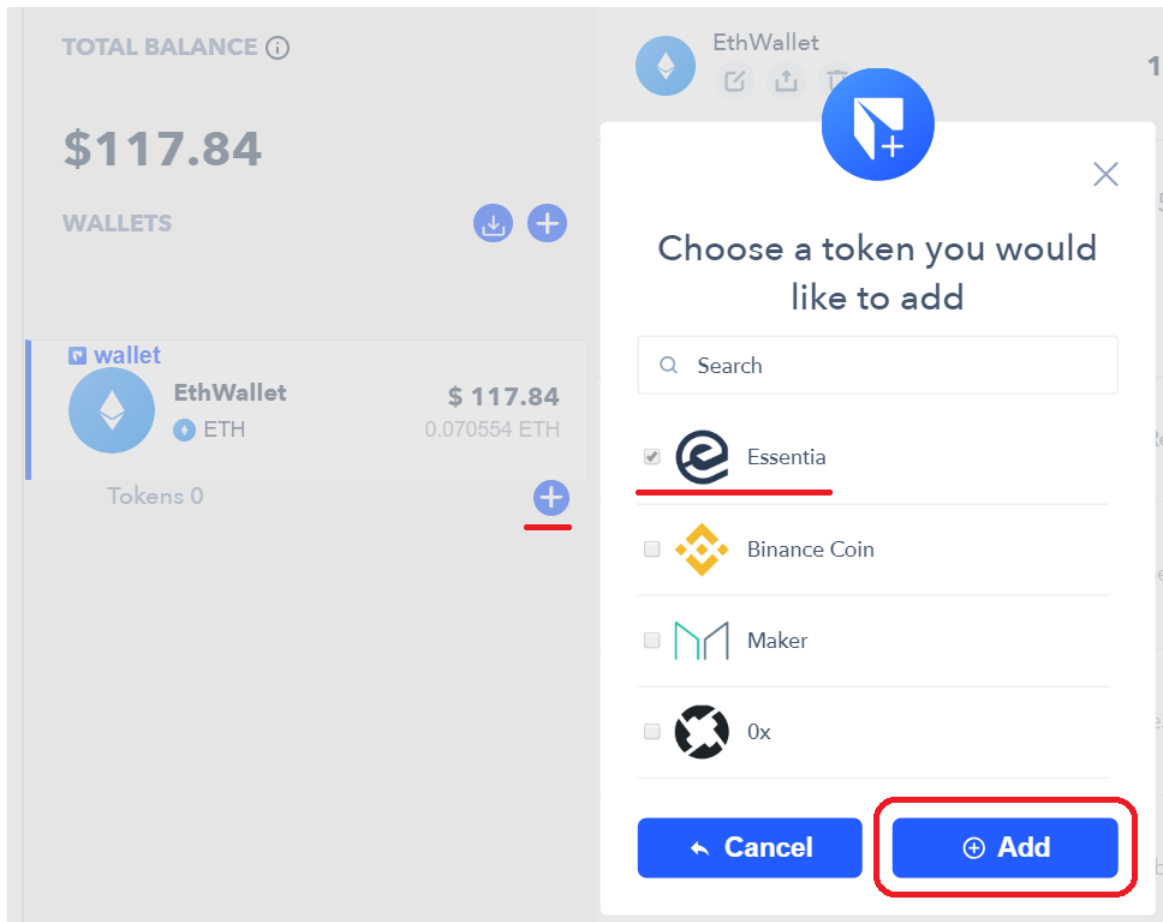 TOTAL BALANCE
$117.84
WALLETS
wallet
EthWallet
$ 117.84
ETH
0.070554 ETH
Tokens 0
EthWallet
1
Choose a token you would
like to add
Search
Essentia
Binance Coin
Maker
0x
Cancel
Add